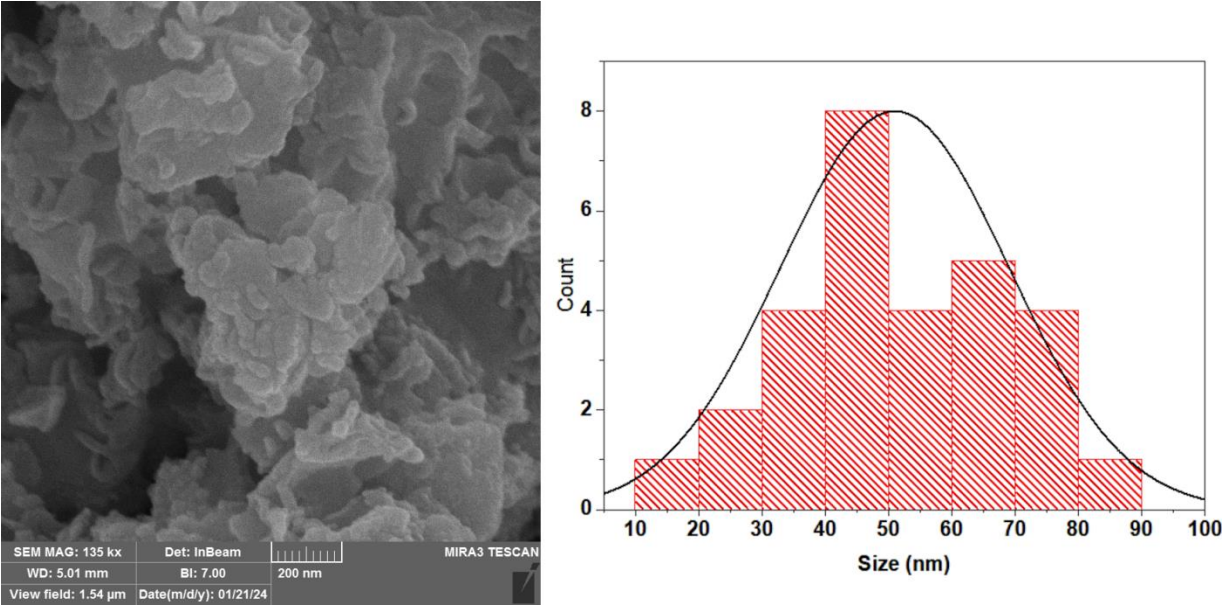 SEM MAG: 135 kx Det: InBeam MIRA3 TESCAN
WD: 5.01 mm BI: 7.00 200 nm
View field: 1.54 µm Date(m/d/y): 01/21/24
Count
8
6
4
2
0
10 20 30 40 50 60 70 80 90 100
Size (nm)